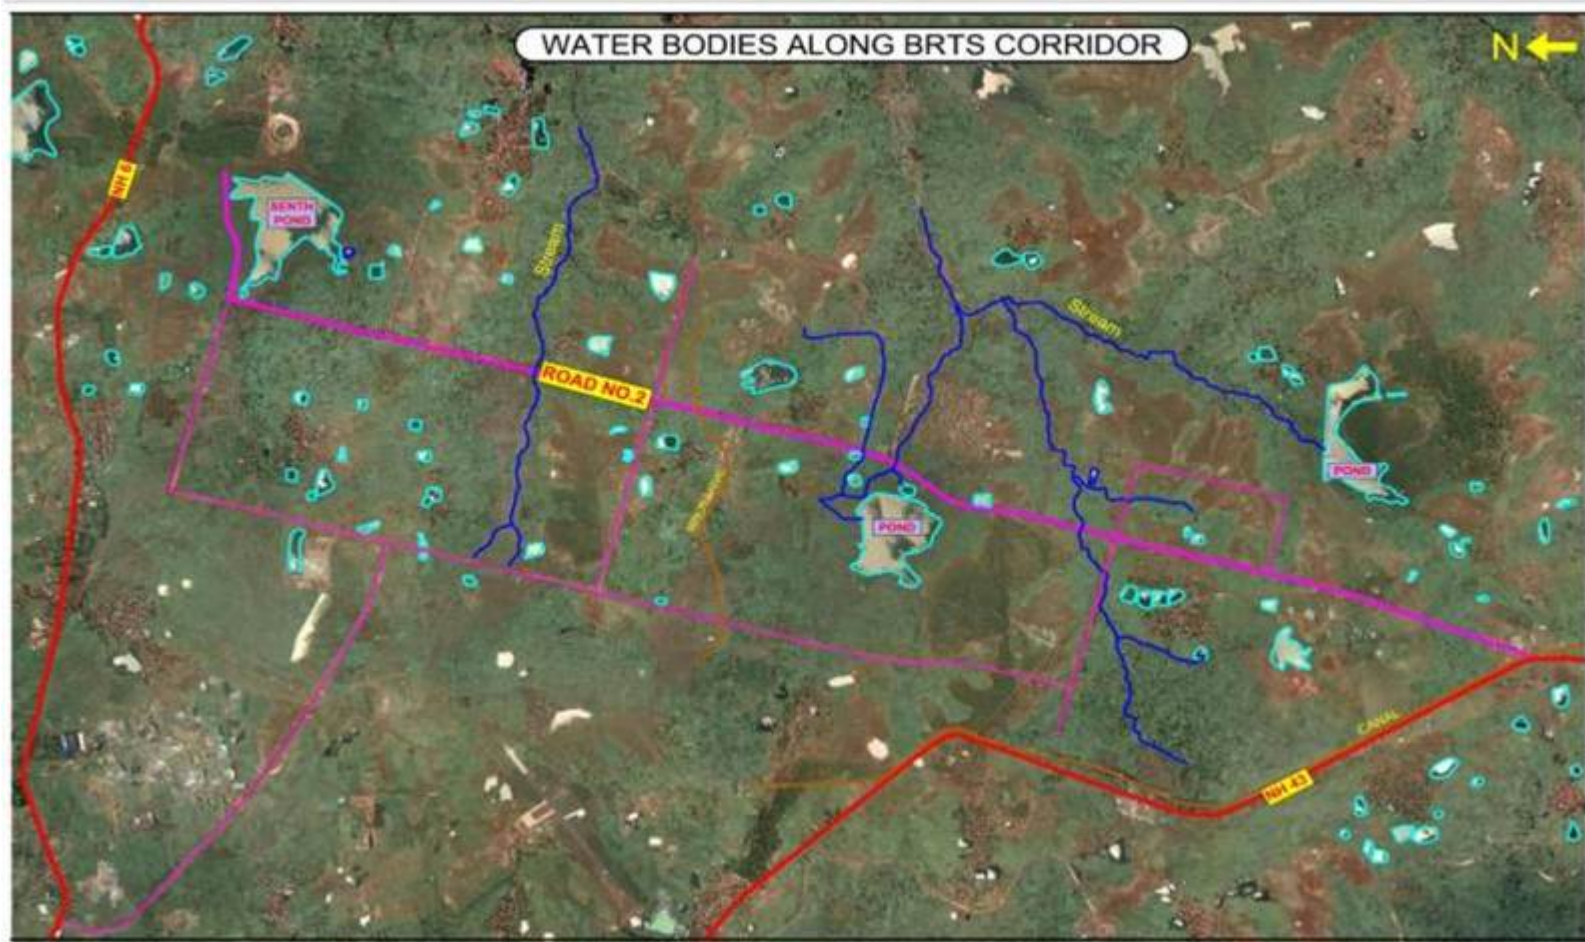 WATER BODIES ALONG BRTS CORRIDOR
N
NH 6
SENTH
POND
Stream
Stream
ROAD NO.2
POND
POND
CANAL
NH 43